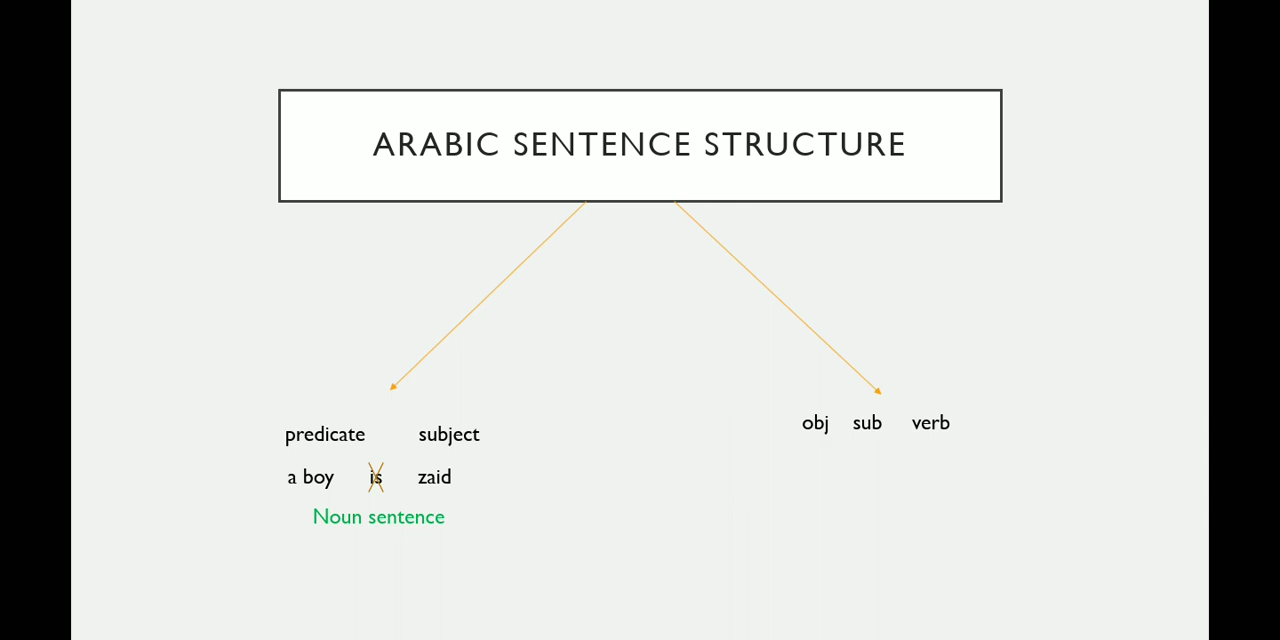 ARABIC SENTENCE STRUCTURE
predicate subject
a boy is zaid
Noun sentence
obj sub verb